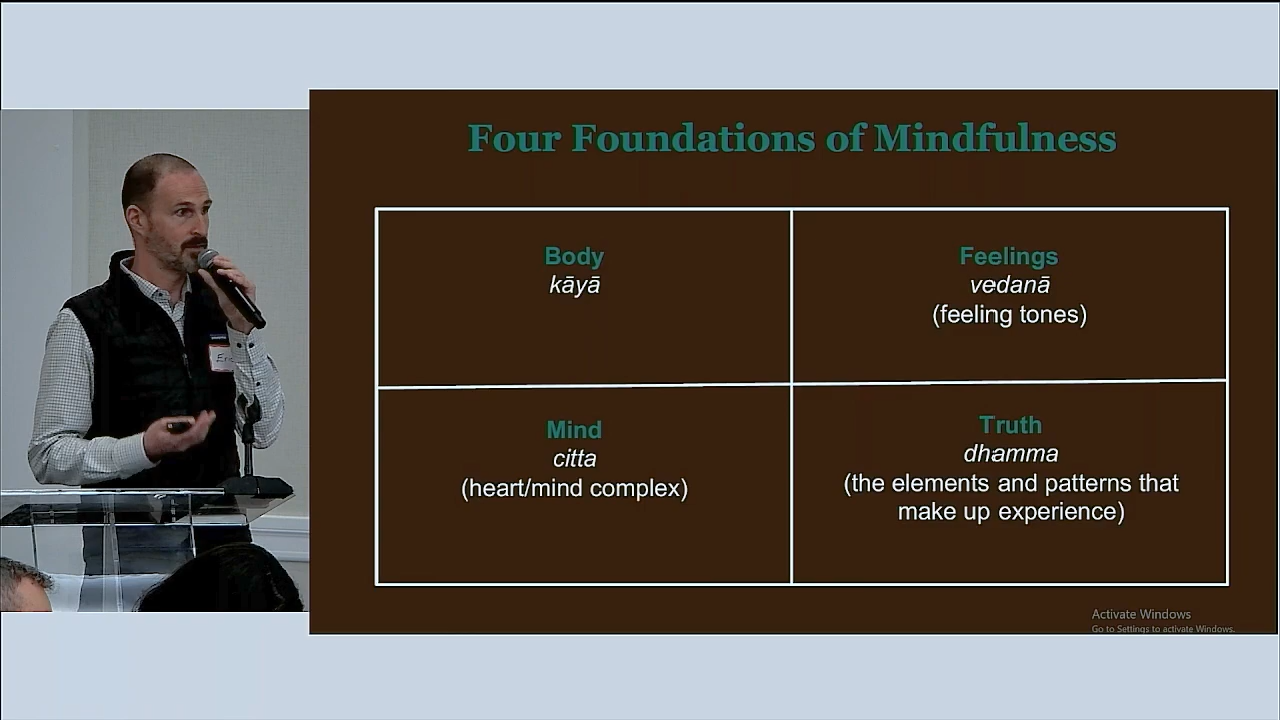 Four Foundations of Mindfulness
Body
kāyā
Feelings
vedanā
(feeling tones)
Mind
citta
(heart/mind complex)
Truth
dhamma
(the elements and patterns that
make up experience)
Activate Windows
Go to Settings to activate Windows.